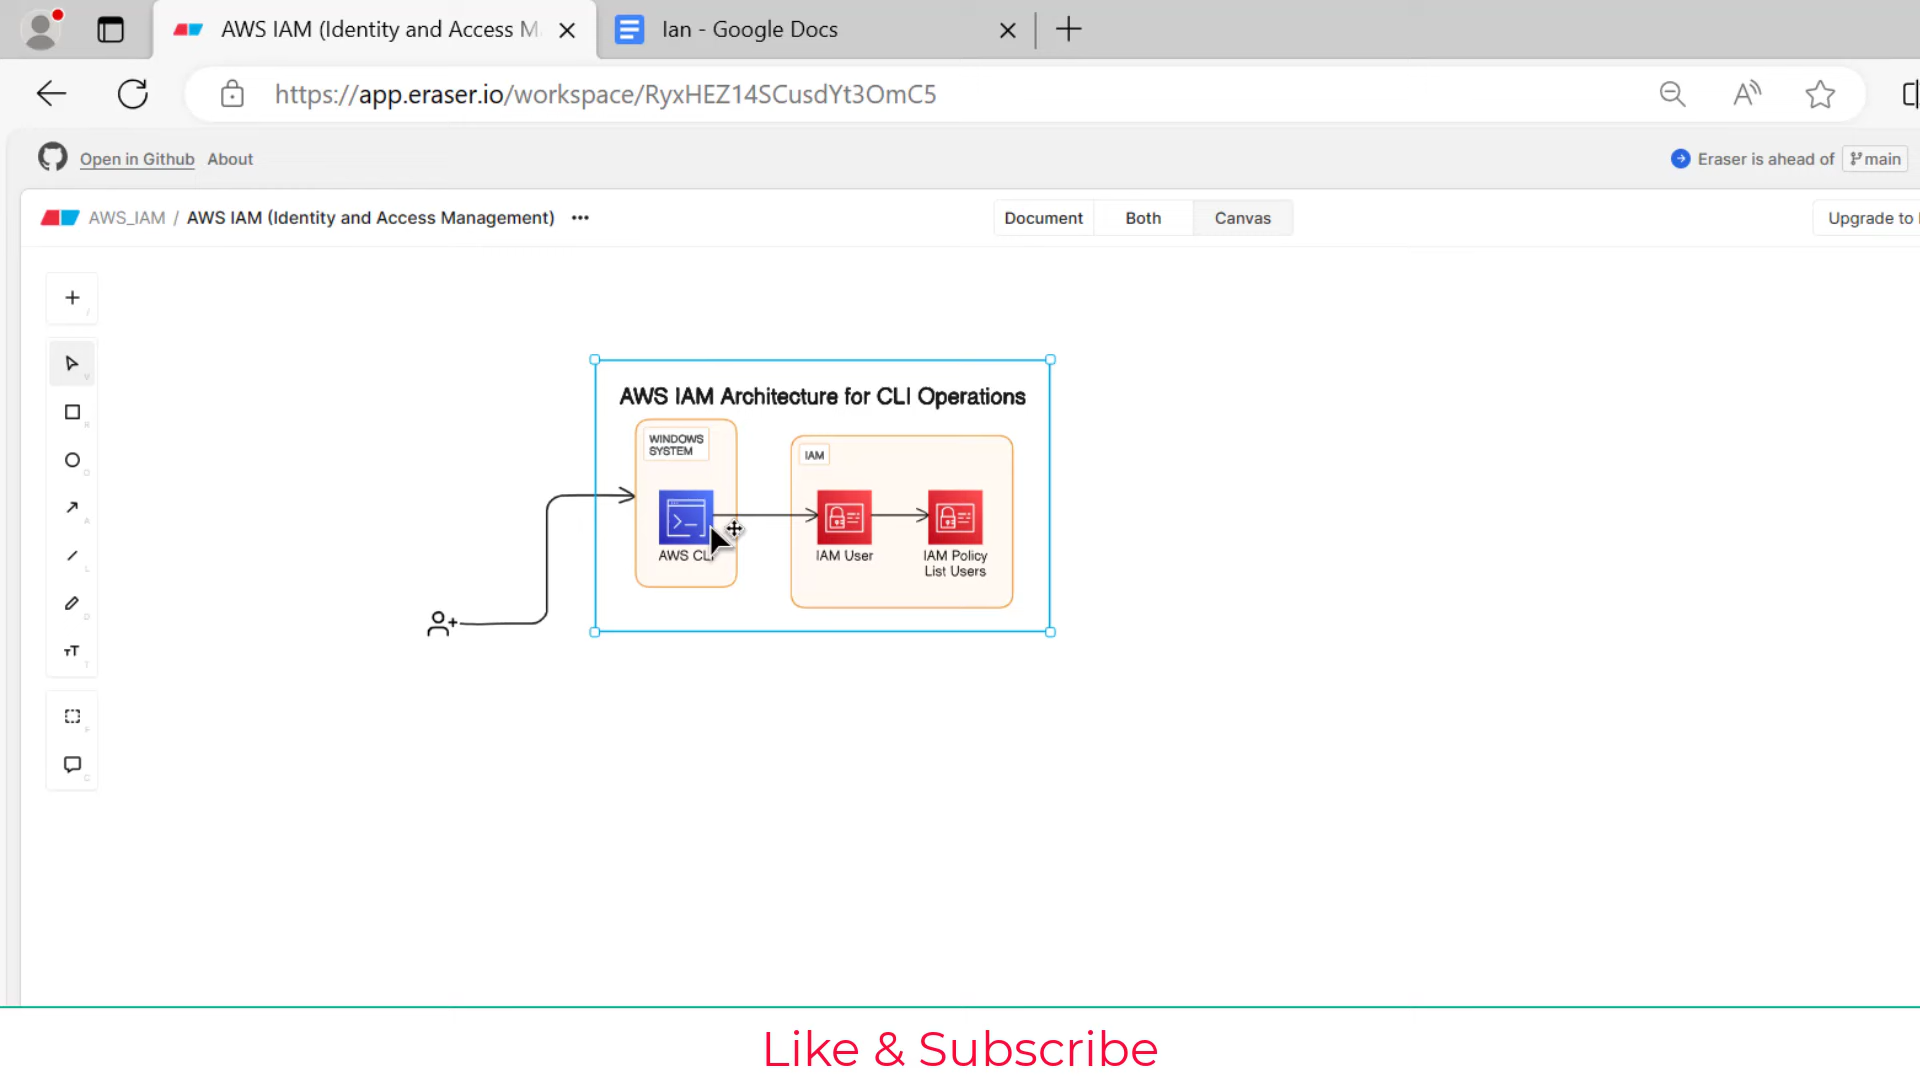 AWS IAM (Identity and Access M
Ian - Google Docs
https://app.eraser.io/workspace/RyxHEZ14SCusdYt3OmC5
Open in Github About
Eraser is ahead of main
AWS_IAM / AWS IAM (Identity and Access Management) •••
Document Both Canvas
Upgrade to
AWS IAM Architecture for CLI Operations
WINDOWS
SYSTEM
IAM
AWS CLI
IAM User
IAM Policy
List Users
Like & Subscribe